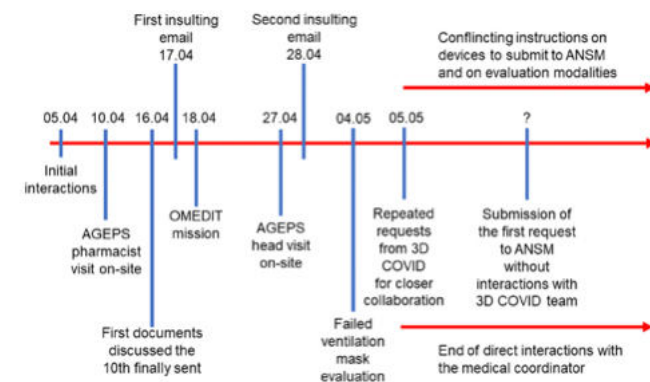 First insulting
email
17.04
Second insulting
email
28.04
Conflincting instructions on
devices to submit to ANSM
and on evaluation modalities
05.04
10.04
16.04
18.04
27.04
04.05
05.05
?
Initial
interactions
AGEPS
pharmacist
visit on-site
First documents
discussed the
10th finally sent
OMEDIT
mission
AGEPS
head visit
on-site
Failed
ventilation
mask
evaluation
Repeated
requests
from 3D
COVID
for closer
collaboration
Submission of
the first request
to ANSM
without
interactions with
3D COVID team
End of direct interactions with
the medical coordinator